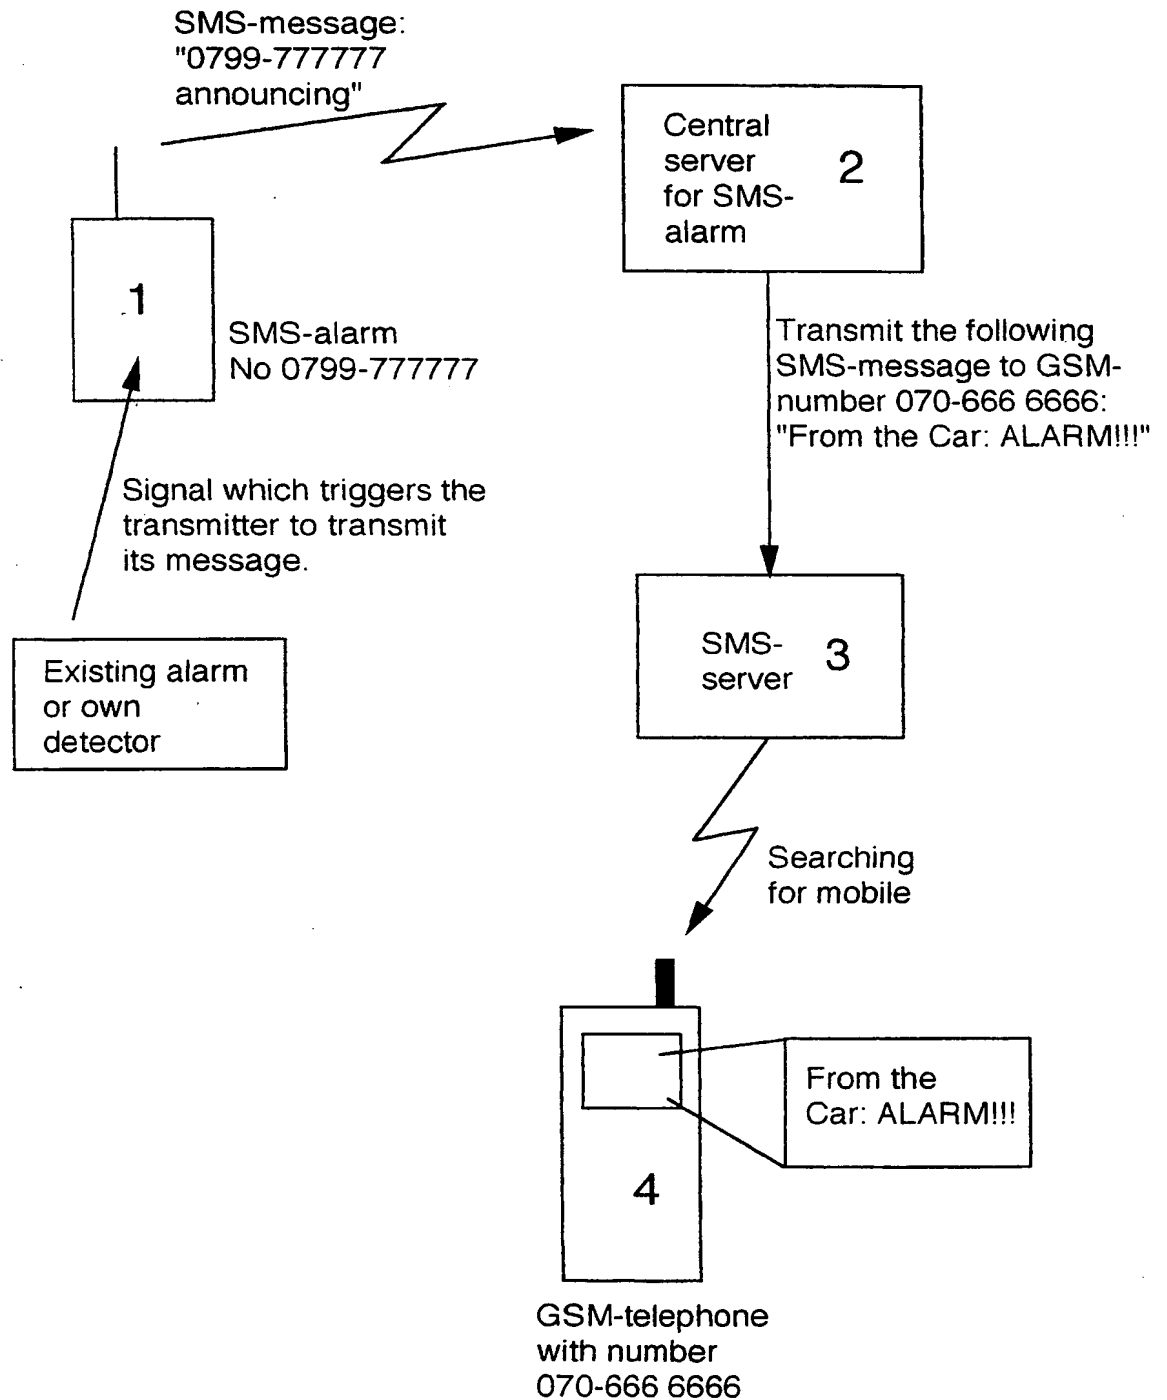 SMS-message:
"0799-777777
announcing"
Central
server
for SMS-
alarm
2
1
SMS-alarm
No 0799-777777
Transmit the following
SMS-message to GSM-
number 070-666 6666:
"From the Car: ALARM!!!"
Signal which triggers the
transmitter to transmit
its message.
Existing alarm
or own
detector
SMS-
server
3
Searching
for mobile
From the
Car: ALARM!!!
4
GSM-telephone
with number
070-666 6666